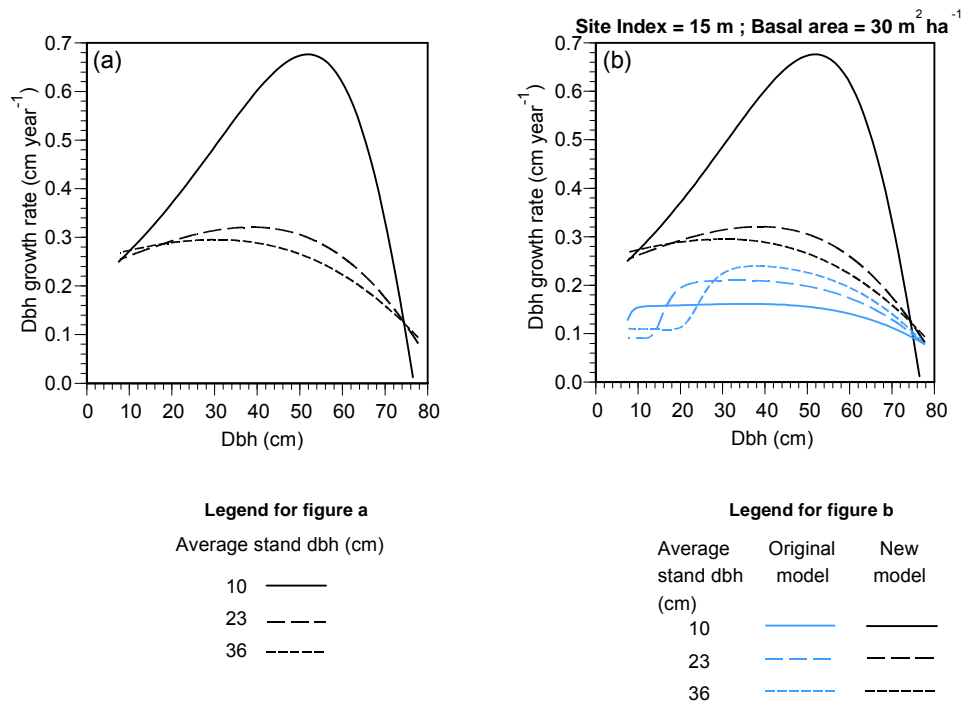 Site Index = 15 m ; Basal area = 30 m² ha⁻¹
(a)
Dbh growth rate (cm year⁻¹)
0.7
0.6
0.5
0.4
0.3
0.2
0.1
0.0
0 10 20 30 40 50 60 70 80
Dbh (cm)
(b)
Dbh growth rate (cm year⁻¹)
0.7
0.6
0.5
0.4
0.3
0.2
0.1
0.0
0 10 20 30 40 50 60 70 80
Dbh (cm)
Legend for figure a
Average stand dbh (cm)
10
23
36
Legend for figure b
Average Original New
stand dbh model model
(cm)
10
23
36